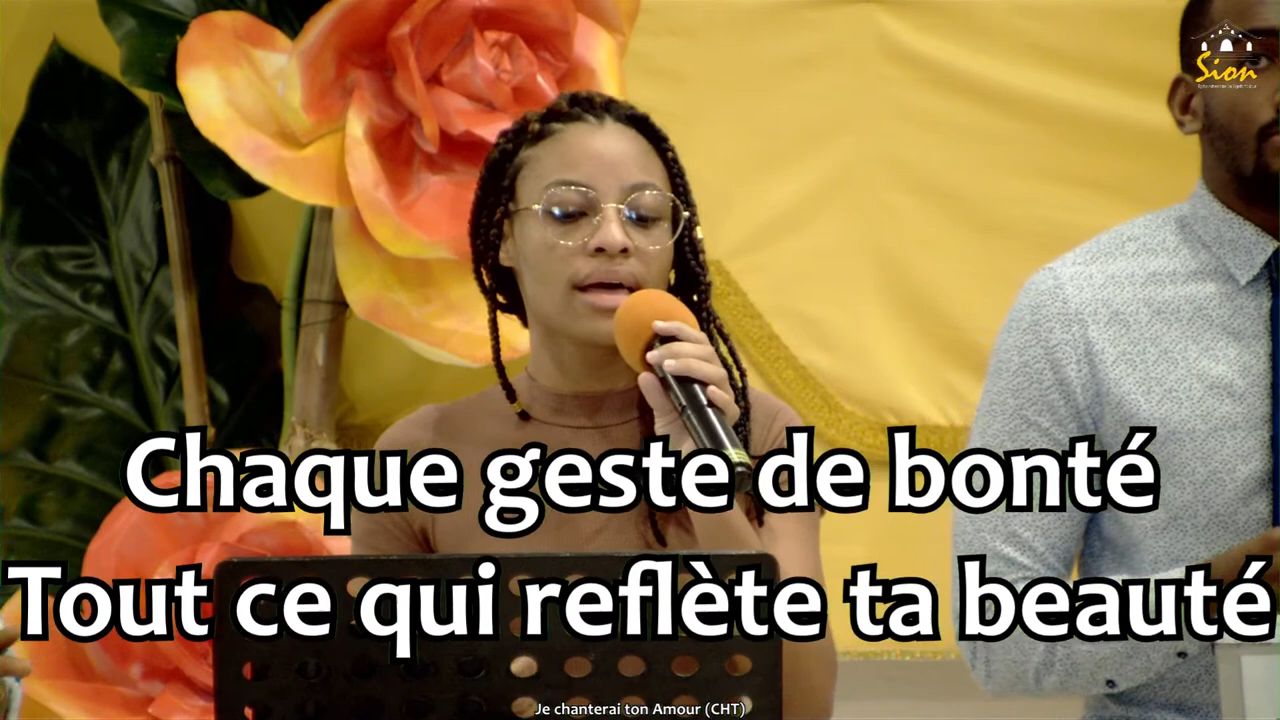 Sion
Chaque geste de bonté
Tout ce qui reflète ta beauté
Je chanterai ton Amour (CHT)